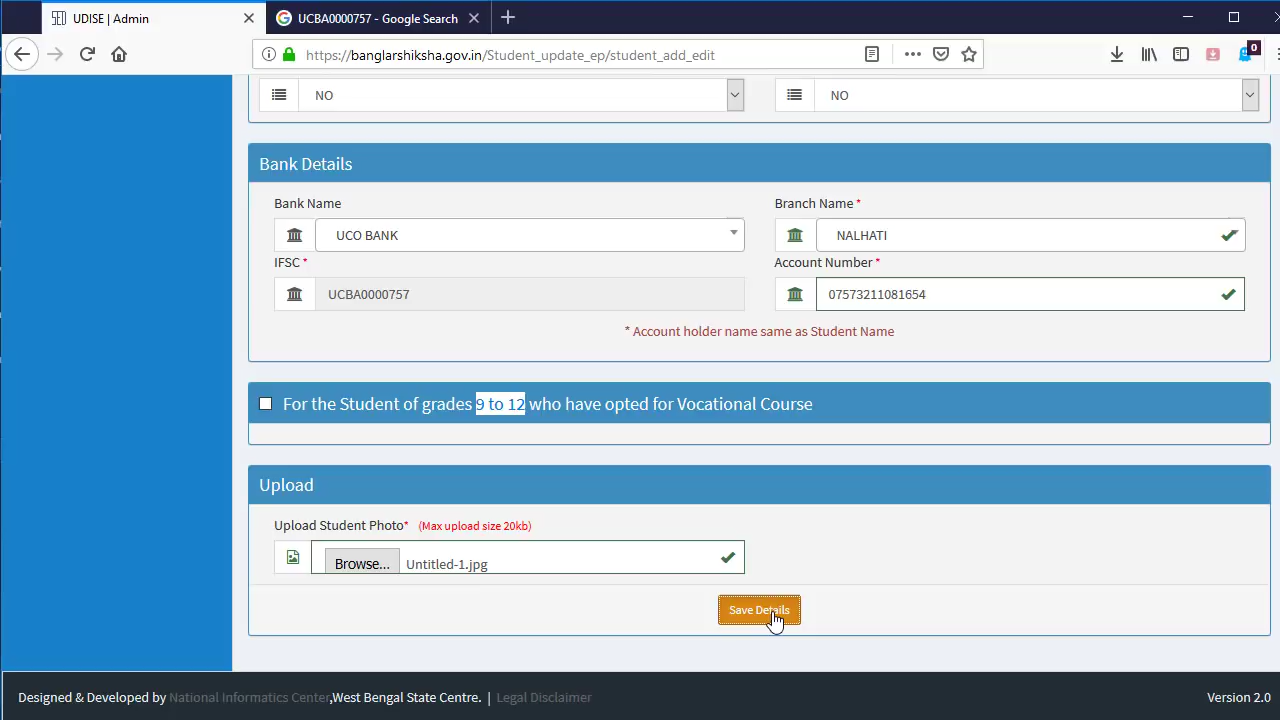 UDISE | Admin
UCBA0000757 - Google Search
https://banglarshiksha.gov.in/Student_update_ep/student_add_edit
0
NO
NO
Bank Details
Bank Name
Branch Name *
UCO BANK
NALHATI
IFSC *
Account Number *
UCBA0000757
07573211081654
* Account holder name same as Student Name
For the Student of grades 9 to 12 who have opted for Vocational Course
Upload
Upload Student Photo* (Max upload size 20kb)
Browse... Untitled-1.jpg
Save Details
Designed & Developed by National Informatics Center,West Bengal State Centre. | Legal Disclaimer
Version 2.0